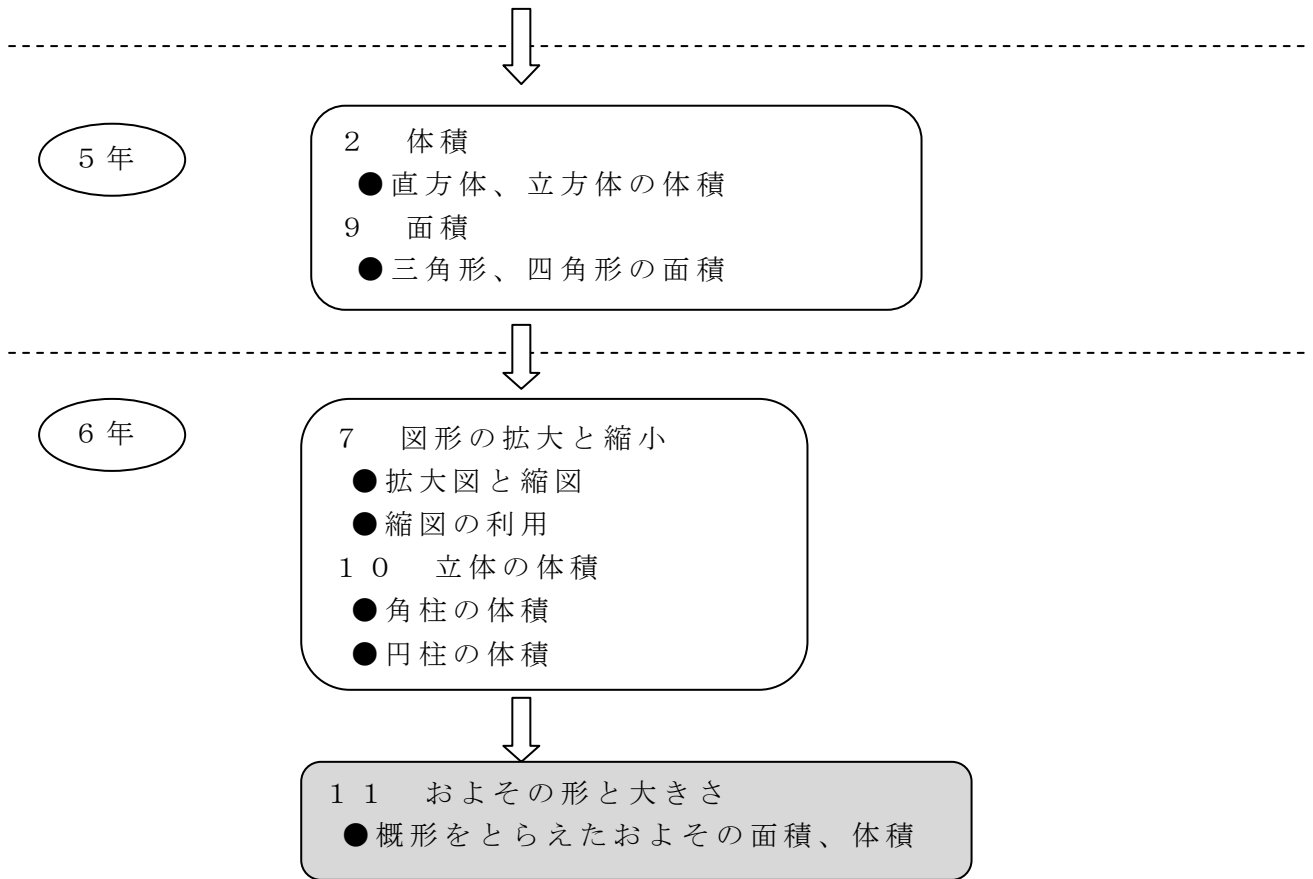 5年
2 体積
●直方体、立方体の体積
9 面積
●三角形、四角形の面積
6年
7 図形の拡大と縮小
●拡大図と縮図
●縮図の利用
10 立体の体積
●角柱の体積
●円柱の体積
11 およその形と大きさ
●概形をとらえたおよその面積、体積